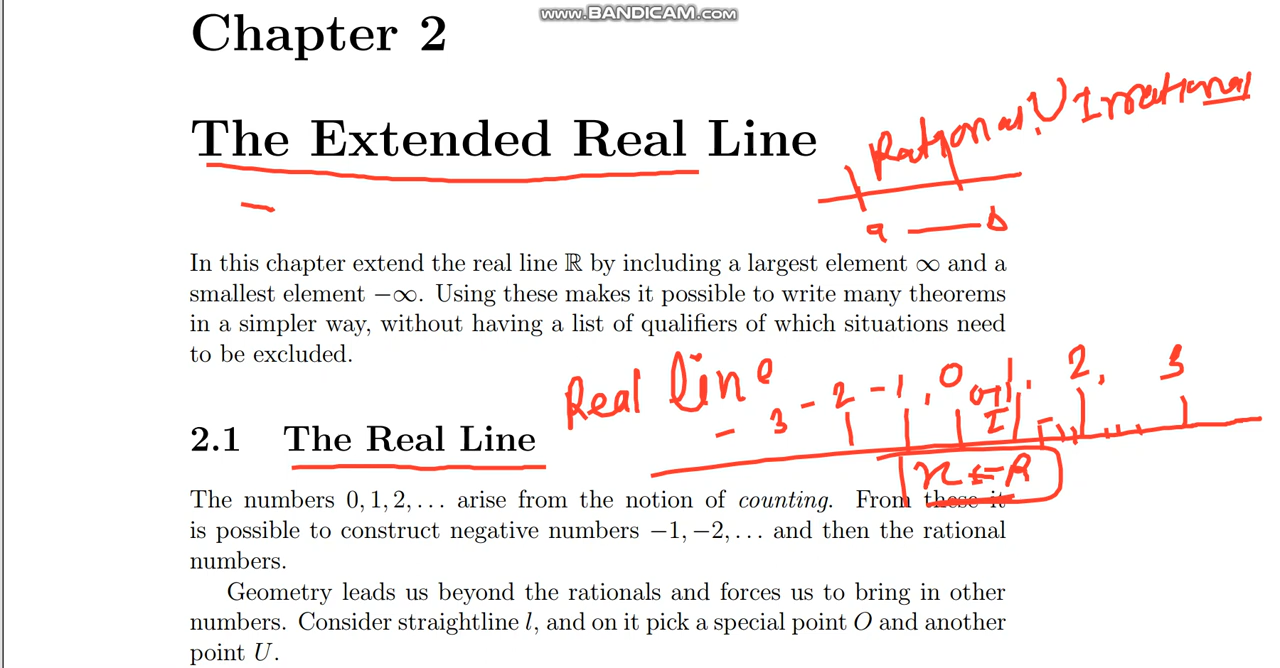 www.BANDICAM.com
Chapter 2
The Extended Real Line
Rational U Irrational
a b
In this chapter extend the real line ℝ by including a largest element ∞ and a
smallest element −∞. Using these makes it possible to write many theorems
in a simpler way, without having a list of qualifiers of which situations need
to be excluded.
Real line
- 3 - 2 - 1, 0 1, 2, 3
2.1 The Real Line
The numbers 0, 1, 2, . . . arise from the notion of counting. From these it
is possible to construct negative numbers −1, −2, . . . and then the rational
numbers.
Geometry leads us beyond the rationals and forces us to bring in other
numbers. Consider straightline l, and on it pick a special point O and another
point U.